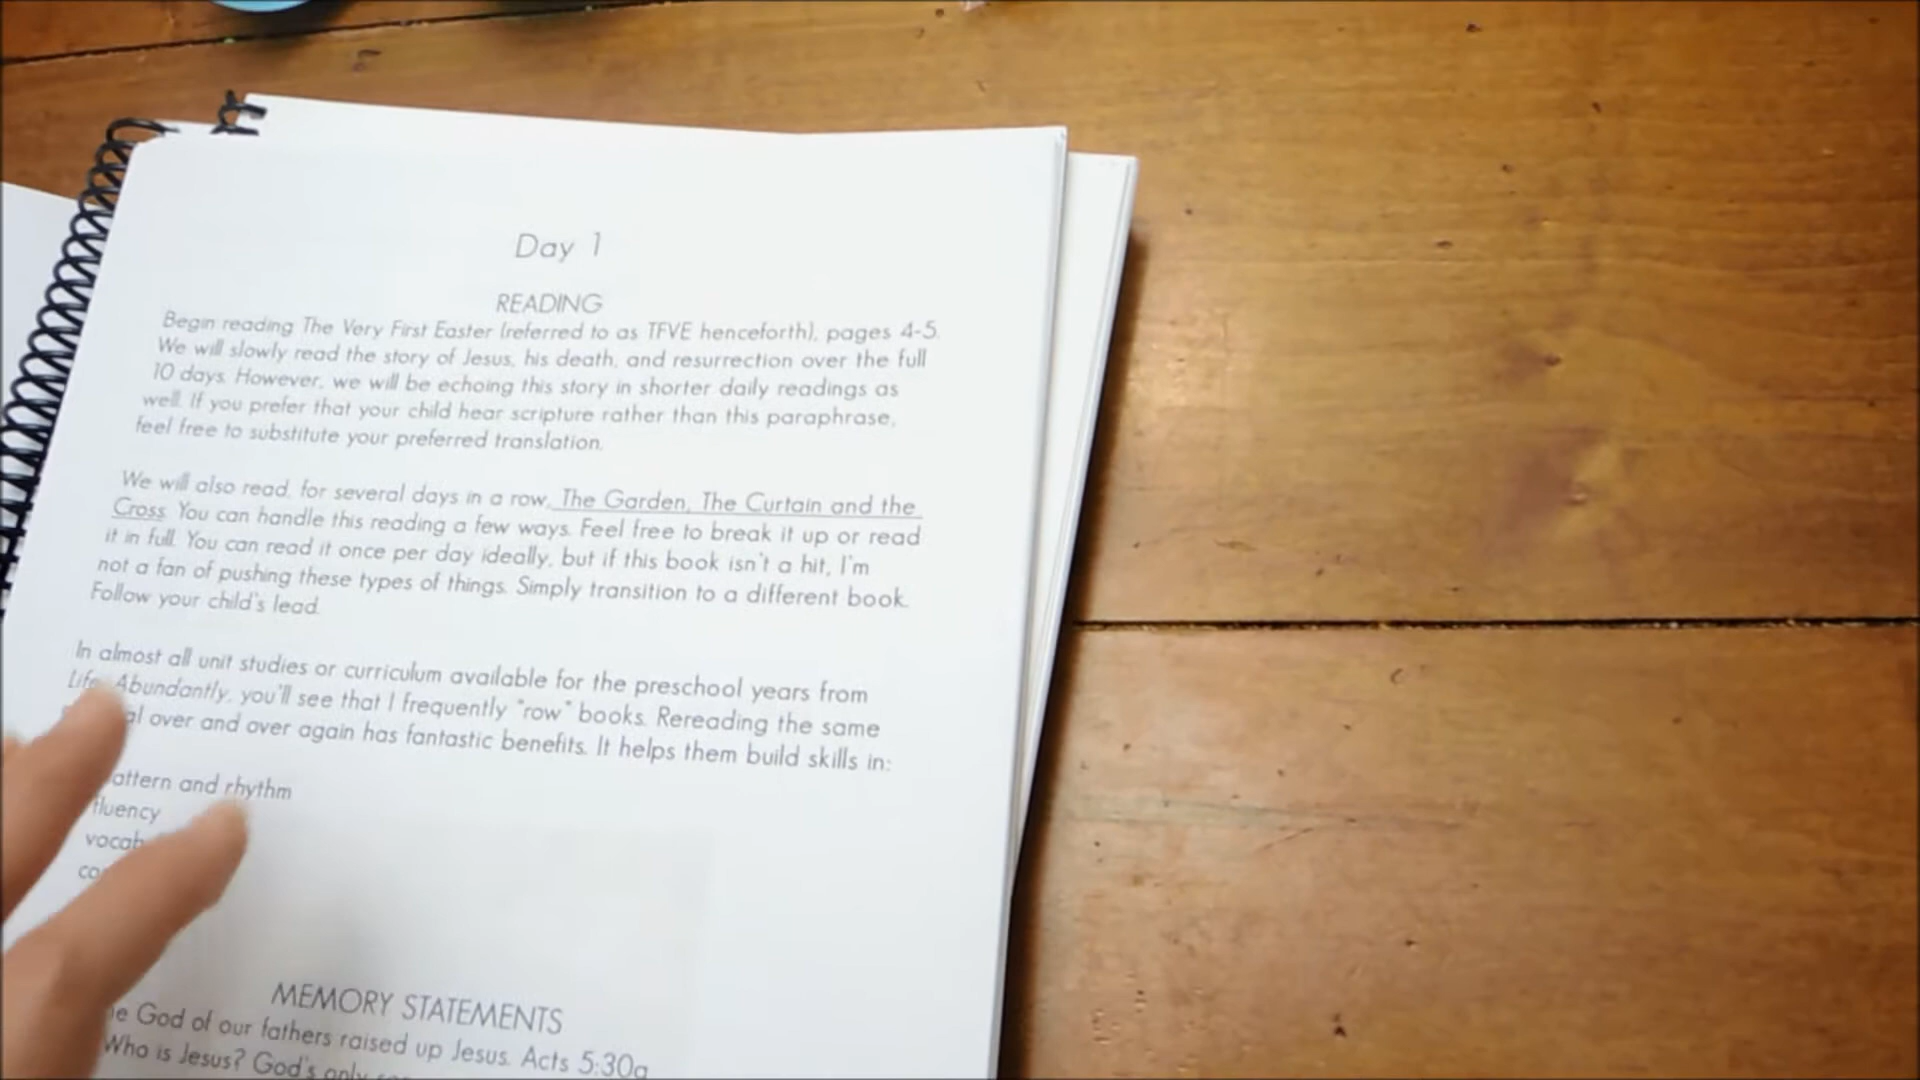 Day 1
READING
Begin reading The Very First Easter (referred to as TFVE henceforth), pages 4-5.
We will slowly read the story of Jesus, his death, and resurrection over the full
10 days. However, we will be echoing this story in shorter daily readings as
well. If you prefer that your child hear scripture rather than this paraphrase,
feel free to substitute your preferred translation.
We will also read, for several days in a row, The Garden, The Curtain and the
Cross. You can handle this reading a few ways. Feel free to break it up or read
it in full. You can read it once per day ideally, but if this book isn't a hit, I'm
not a fan of pushing these types of things. Simply transition to a different book.
Follow your child's lead.
In almost all unit studies or curriculum available for the preschool years from
Life, Abundantly, you'll see that I frequently "row" books. Rereading the same
over and over again has fantastic benefits. It helps them build skills in:
and rhythm
fluency
MEMORY STATEMENTS
God of our fathers raised up Jesus. Acts 5:30a
Who is Jesus? God's only